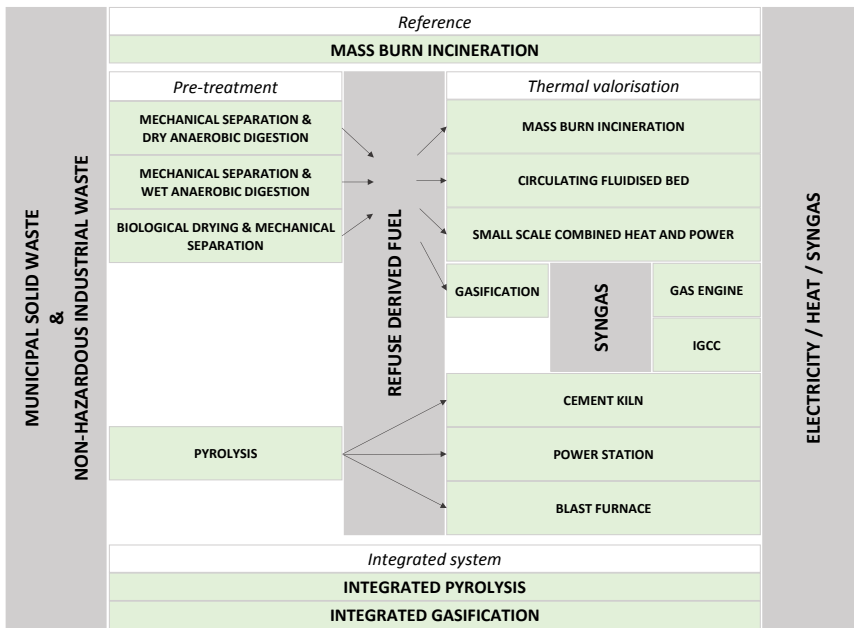 Reference
MASS BURN INCINERATION
MUNICIPAL SOLID WASTE
&
NON-HAZARDOUS INDUSTRIAL WASTE
Pre-treatment
MECHANICAL SEPARATION &
DRY ANAEROBIC DIGESTION
MECHANICAL SEPARATION &
WET ANAEROBIC DIGESTION
BIOLOGICAL DRYING & MECHANICAL
SEPARATION
PYROLYSIS
REFUSE DERIVED FUEL
Thermal valorisation
MASS BURN INCINERATION
CIRCULATING FLUIDISED BED
SMALL SCALE COMBINED HEAT AND POWER
GASIFICATION
SYNGAS
GAS ENGINE
IGCC
CEMENT KILN
POWER STATION
BLAST FURNACE
ELECTRICITY / HEAT / SYNGAS
Integrated system
INTEGRATED PYROLYSIS
INTEGRATED GASIFICATION